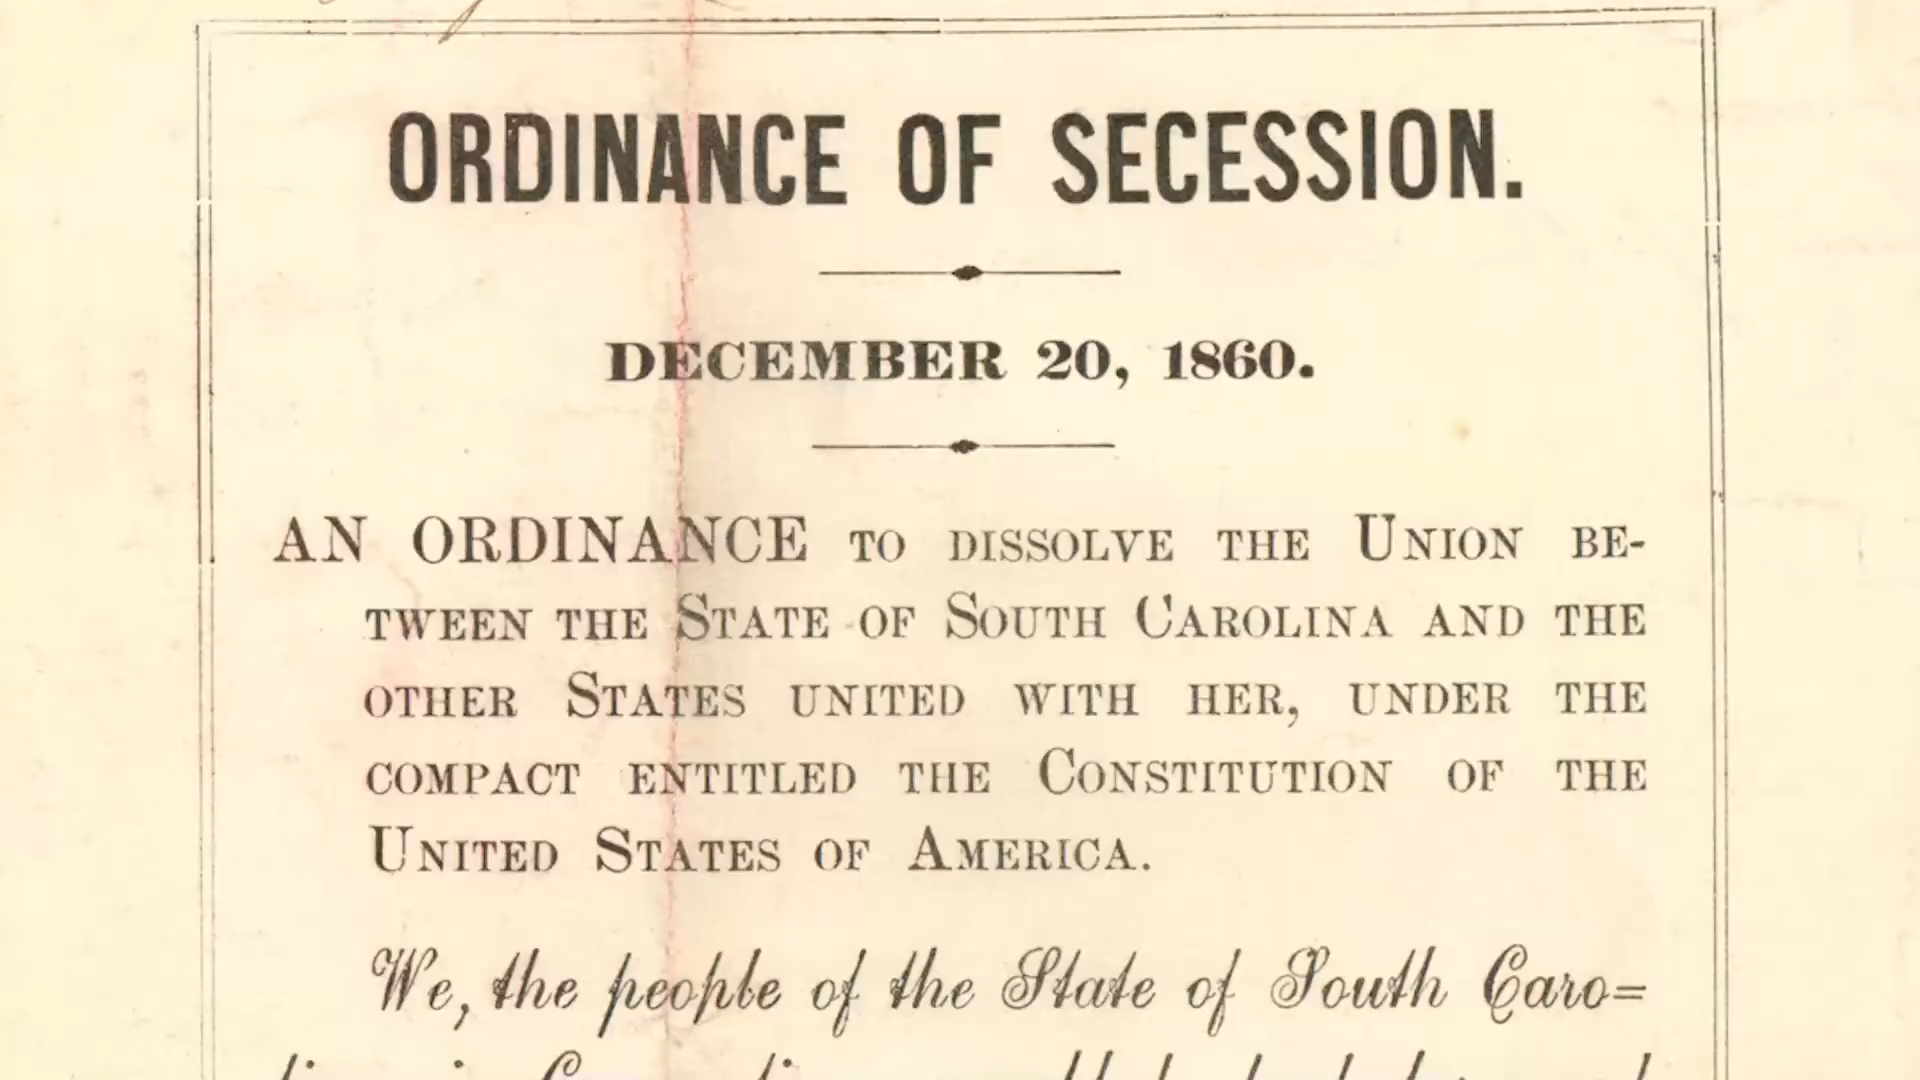 ORDINANCE OF SECESSION.
DECEMBER 20, 1860.
AN ORDINANCE TO DISSOLVE THE UNION BE-
TWEEN THE STATE OF SOUTH CAROLINA AND THE
OTHER STATES UNITED WITH HER, UNDER THE
COMPACT ENTITLED THE CONSTITUTION OF THE
UNITED STATES OF AMERICA.
We, the people of the State of South Caro=